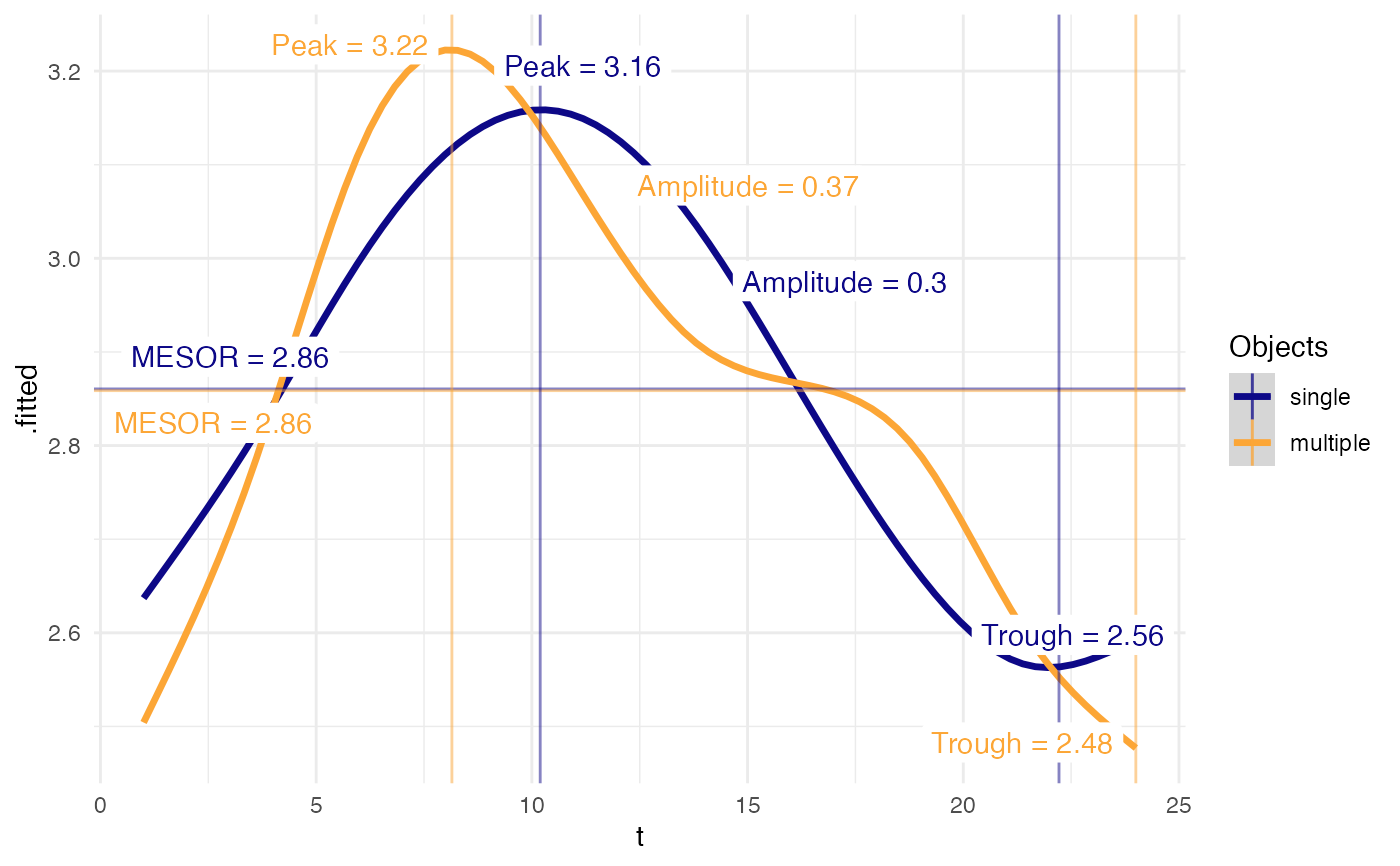 Peak = 3.22
Peak = 3.16
Amplitude = 0.37
Amplitude = 0.3
MESOR = 2.86
MESOR = 2.86
Trough = 2.56
Trough = 2.48
.fitted
3.2
3.0
2.8
2.6
0
5
10
15
20
25
t
Objects
single
multiple